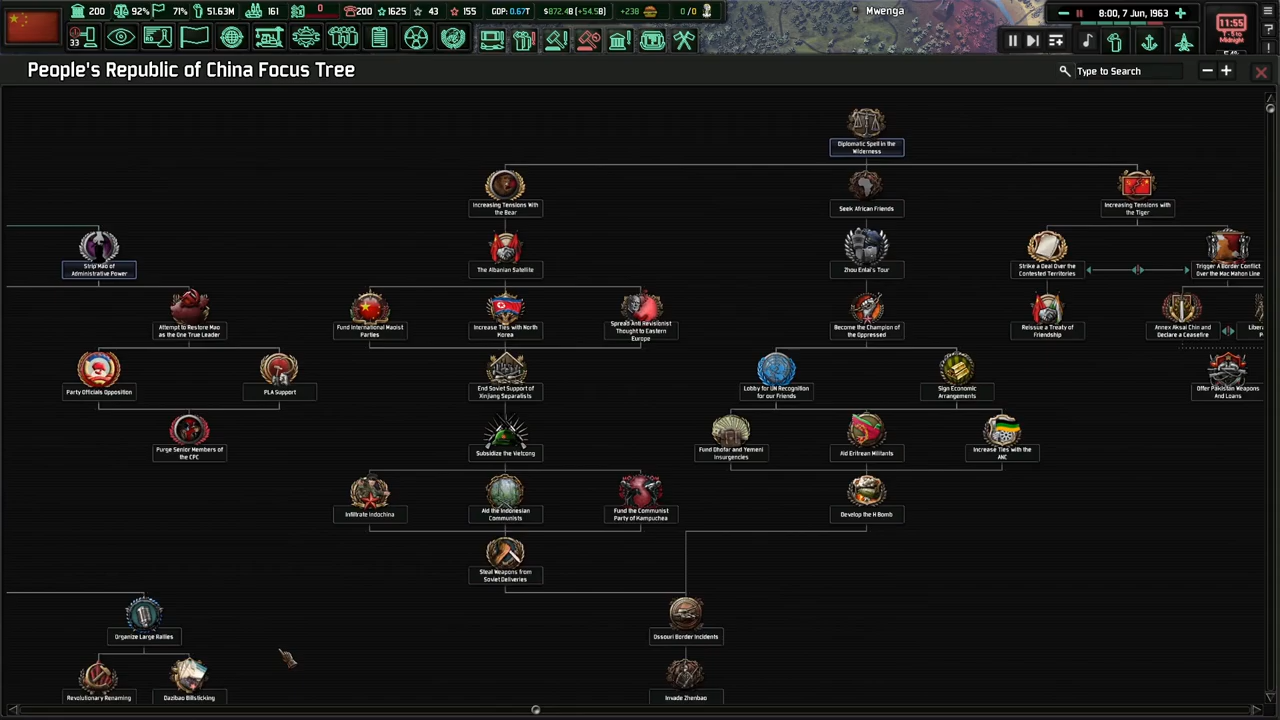 200 92% 71% 51.63M 161 0 200 1625 43 155 GDP: 0.67T $872.4B (+54.5B) +238 0/0 Mwenga 8:00, 7 Jun, 1963 11:55
33
T-5 to
Midnight
People's Republic of China Focus Tree
Type to Search
Diplomatic Spell in the
Wilderness
Increasing Tensions With
the Bear
Seek African Friends
Increasing Tensions with
the Tiger
Strip Mao of
Administrative Power
The Albanian Satellite
Zhou Enlai's Tour
Strike a Deal Over the
Contested Territories
Trigger A Border Conflict
Over the Mac Mahon Line
Attempt to Restore Mao
as the One True Leader
Fund International Maoist
Parties
Increase Ties with North
Korea
Spread Anti Revisionist
Thought to Eastern
Europe
Become the Champion of
the Oppressed
Reissue a Treaty of
Friendship
Annex Aksai Chin and
Declare a Ceasefire
Party Officials Opposition
PLA Support
End Soviet Support of
Xinjiang Separatists
Lobby for UN Recognition
for our Friends
Sign Economic
Arrangements
Offer Pakistan Weapons
And Loans
Purge Senior Members of
the CPC
Subsidize the Vietcong
Fund Dhofar and Yemeni
Insurgencies
Aid Eritrean Militants
Increase Ties with the
ANC
Infiltrate Indochina
Aid the Indonesian
Communists
Fund the Communist
Party of Kampuchea
Develop the H Bomb
Steal Weapons from
Soviet Deliveries
Organize Large Rallies
Ossouri Border Incidents
Revolutionary Renaming
Dazibao Billsticking
Invade Zhenbao